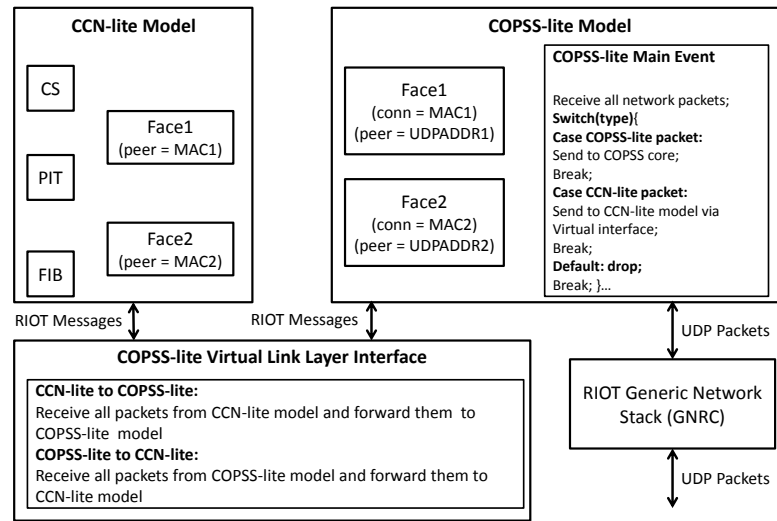 CCN-lite Model
CS
PIT
FIB
Face1
(peer = MAC1)
Face2
(peer = MAC2)
COPSS-lite Model
Face1
(conn = MAC1)
(peer = UDPADDR1)
Face2
(conn = MAC2)
(peer = UDPADDR2)
COPSS-lite Main Event
Receive all network packets;
Switch(type){
Case COPSS-lite packet:
Send to COPSS core;
Break;
Case CCN-lite packet:
Send to CCN-lite model via
Virtual interface;
Break;
Default: drop;
Break; }...
RIOT Messages
RIOT Messages
UDP Packets
COPSS-lite Virtual Link Layer Interface
CCN-lite to COPSS-lite:
Receive all packets from CCN-lite model and forward them to
COPSS-lite model
COPSS-lite to CCN-lite:
Receive all packets from COPSS-lite model and forward them to
CCN-lite model
RIOT Generic Network
Stack (GNRC)
UDP Packets